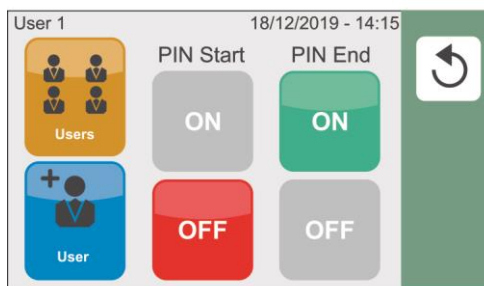 User 1 18/12/2019 - 14:15
PIN Start PIN End
Users
ON ON
User
OFF OFF